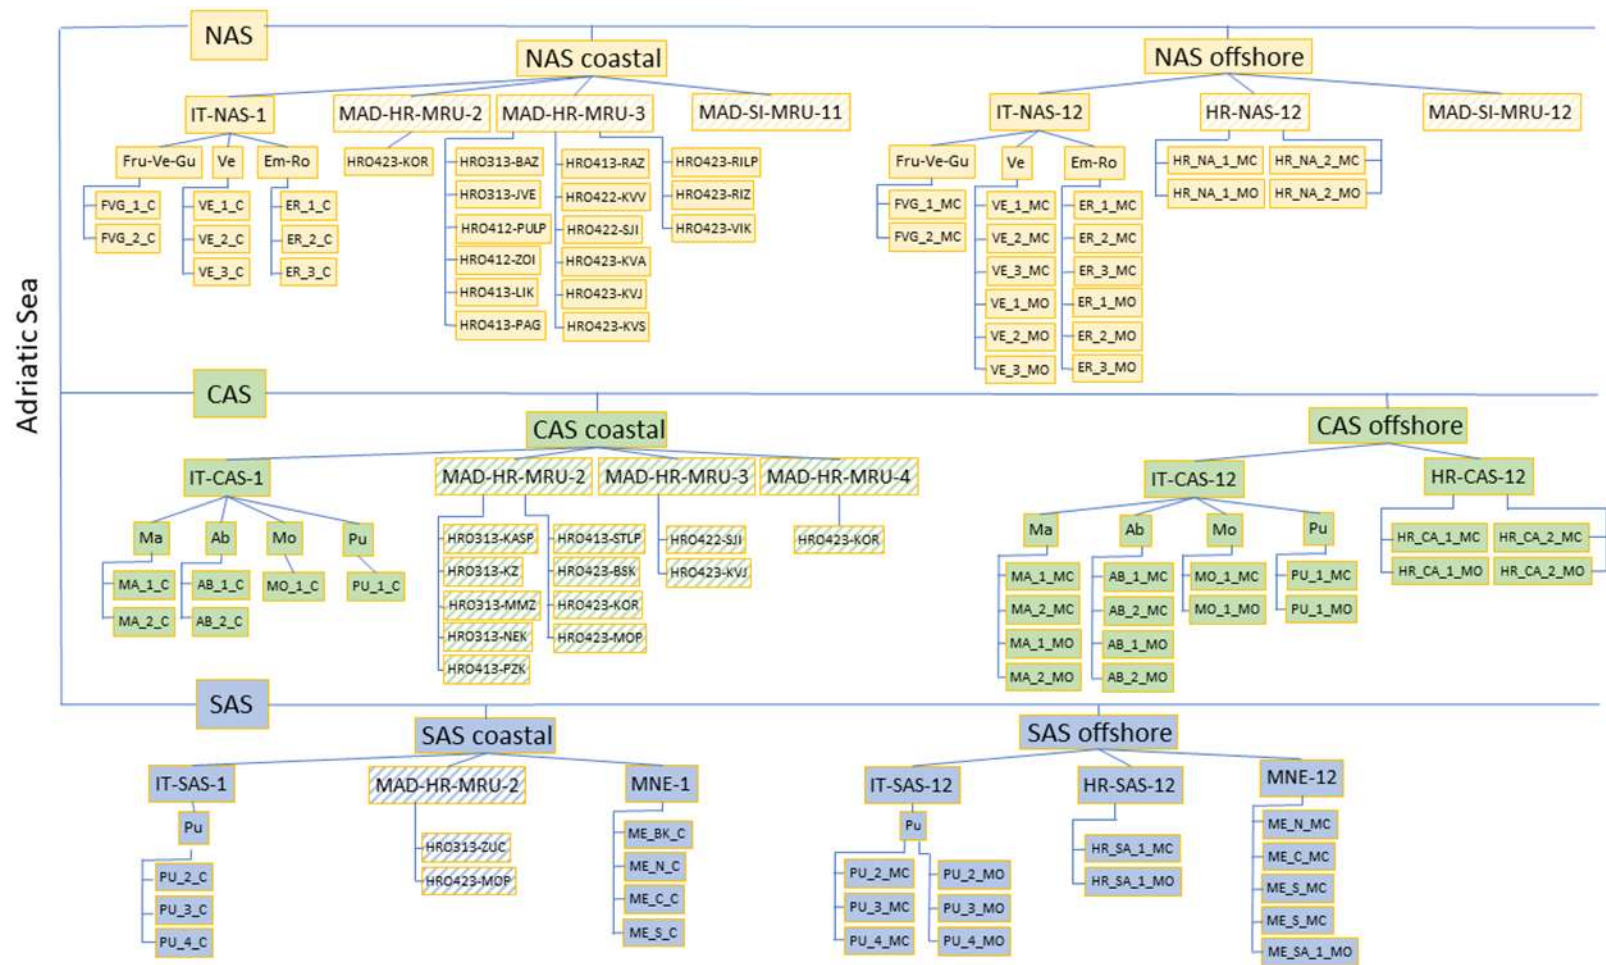 Adriatic Sea
NAS
NAS coastal
NAS offshore
IT-NAS-1
MAD-HR-MRU-2
MAD-HR-MRU-3
MAD-SI-MRU-11
IT-NAS-12
HR-NAS-12
MAD-SI-MRU-12
Fru-Ve-Gu
Ve
Em-Ro
FVG_1_C
FVG_2_C
VE_1_C
VE_2_C
VE_3_C
ER_1_C
ER_2_C
ER_3_C
HRO423-KOR
HRO313-BAZ
HRO313-JVE
HRO412-PULP
HRO412-ZOI
HRO413-LIK
HRO413-PAG
HRO413-RAZ
HRO422-KVV
HRO422-SJI
HRO423-KVA
HRO423-KVJ
HRO423-KVS
HRO423-RILP
HRO423-RIZ
HRO423-VIK
Fru-Ve-Gu
Ve
Em-Ro
FVG_1_MC
FVG_2_MC
VE_1_MC
VE_2_MC
VE_3_MC
VE_1_MO
VE_2_MO
VE_3_MO
ER_1_MC
ER_2_MC
ER_3_MC
ER_1_MO
ER_2_MO
ER_3_MO
HR_NA_1_MC
HR_NA_1_MO
HR_NA_2_MC
HR_NA_2_MO
CAS
CAS coastal
CAS offshore
IT-CAS-1
MAD-HR-MRU-2
MAD-HR-MRU-3
MAD-HR-MRU-4
IT-CAS-12
HR-CAS-12
Ma
Ab
Mo
Pu
MA_1_C
MA_2_C
AB_1_C
AB_2_C
MO_1_C
PU_1_C
HRO313-KASP
HRO313-KZ
HRO313-MMZ
HRO313-NEK
HRO413-PZK
HRO413-STLP
HRO423-BSK
HRO423-KOR
HRO423-MOP
HRO422-SJI
HRO423-KVJ
HRO423-KOR
Ma
Ab
Mo
Pu
MA_1_MC
MA_2_MC
MA_1_MO
MA_2_MO
AB_1_MC
AB_2_MC
AB_1_MO
AB_2_MO
MO_1_MC
MO_1_MO
PU_1_MC
PU_1_MO
HR_CA_1_MC
HR_CA_1_MO
HR_CA_2_MC
HR_CA_2_MO
SAS
SAS coastal
SAS offshore
IT-SAS-1
MAD-HR-MRU-2
MNE-1
IT-SAS-12
HR-SAS-12
MNE-12
Pu
PU_2_C
PU_3_C
PU_4_C
HRO313-ZUC
HRO423-MOP
ME_BK_C
ME_N_C
ME_C_C
ME_S_C
Pu
PU_2_MC
PU_3_MC
PU_4_MC
PU_2_MO
PU_3_MO
PU_4_MO
HR_SA_1_MC
HR_SA_1_MO
ME_N_MC
ME_C_MC
ME_S_MC
ME_S_MC
ME_SA_1_MO